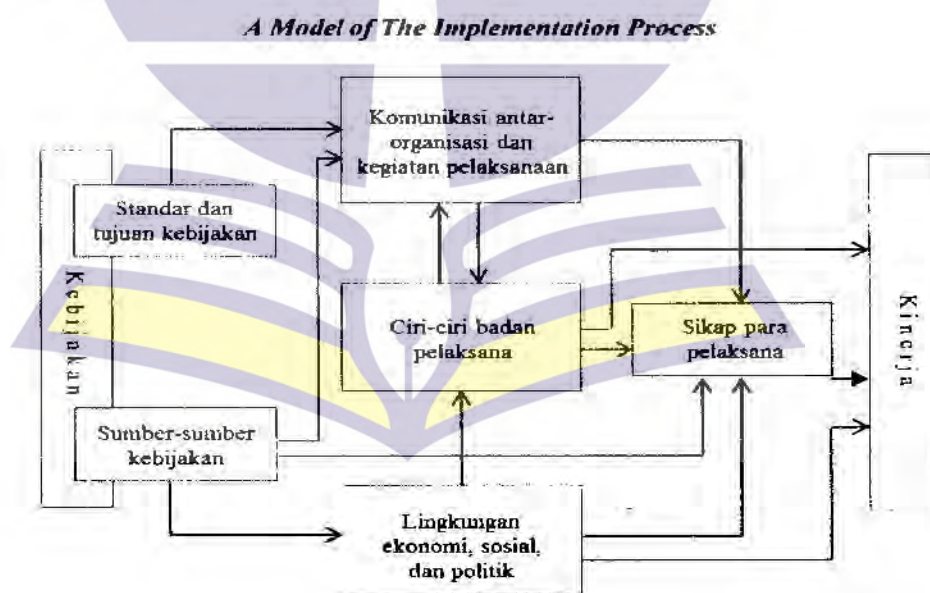 A Model of The Implementation Process
Komunikasi antar-
organisasi dan
kegiatan pelaksanaan
Standar dan
tujuan kebijakan
Kebijakan
Ciri-ciri badan
pelaksana
Sikap para
pelaksana
Kinerja
Sumber-sumber
kebijakan
Lingkungan
ekonomi, sosial,
dan politik